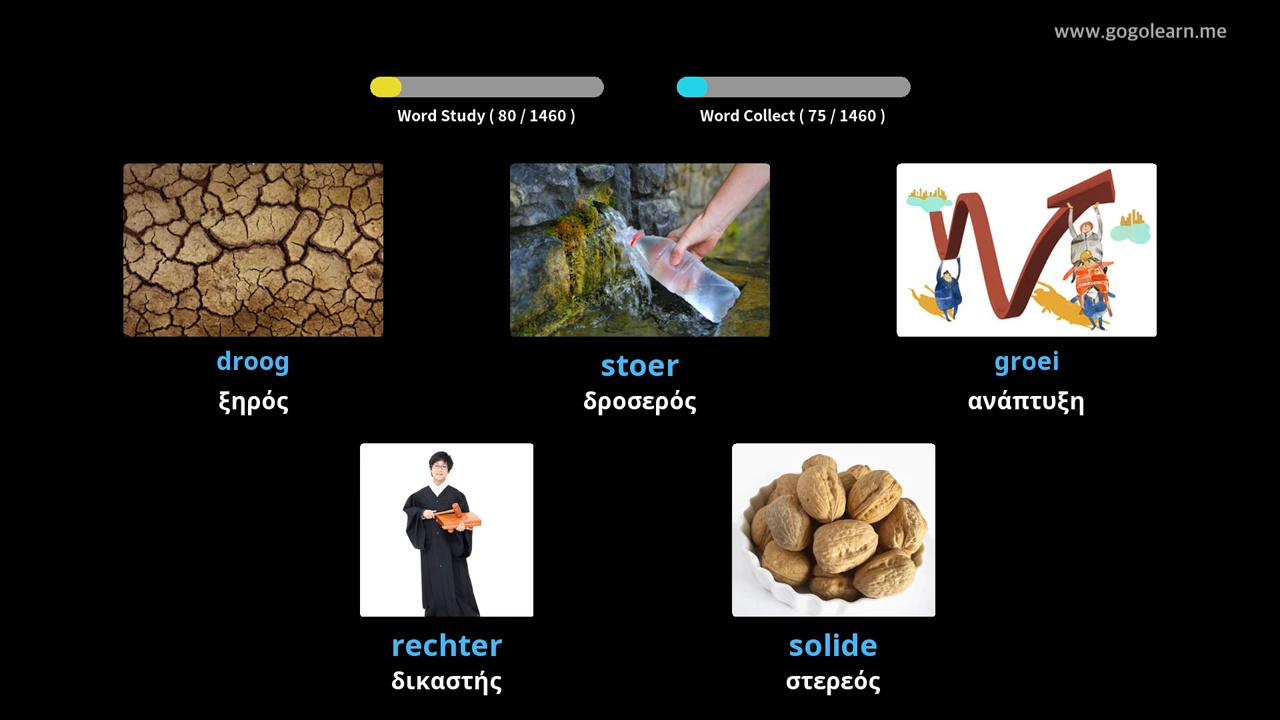 www.gogolearn.me
Word Study ( 80 / 1460 )
Word Collect ( 75 / 1460 )
droog
stoer
groei
ξηρός
δροσερός
ανάπτυξη
rechter
solide
δικαστής
στερεός